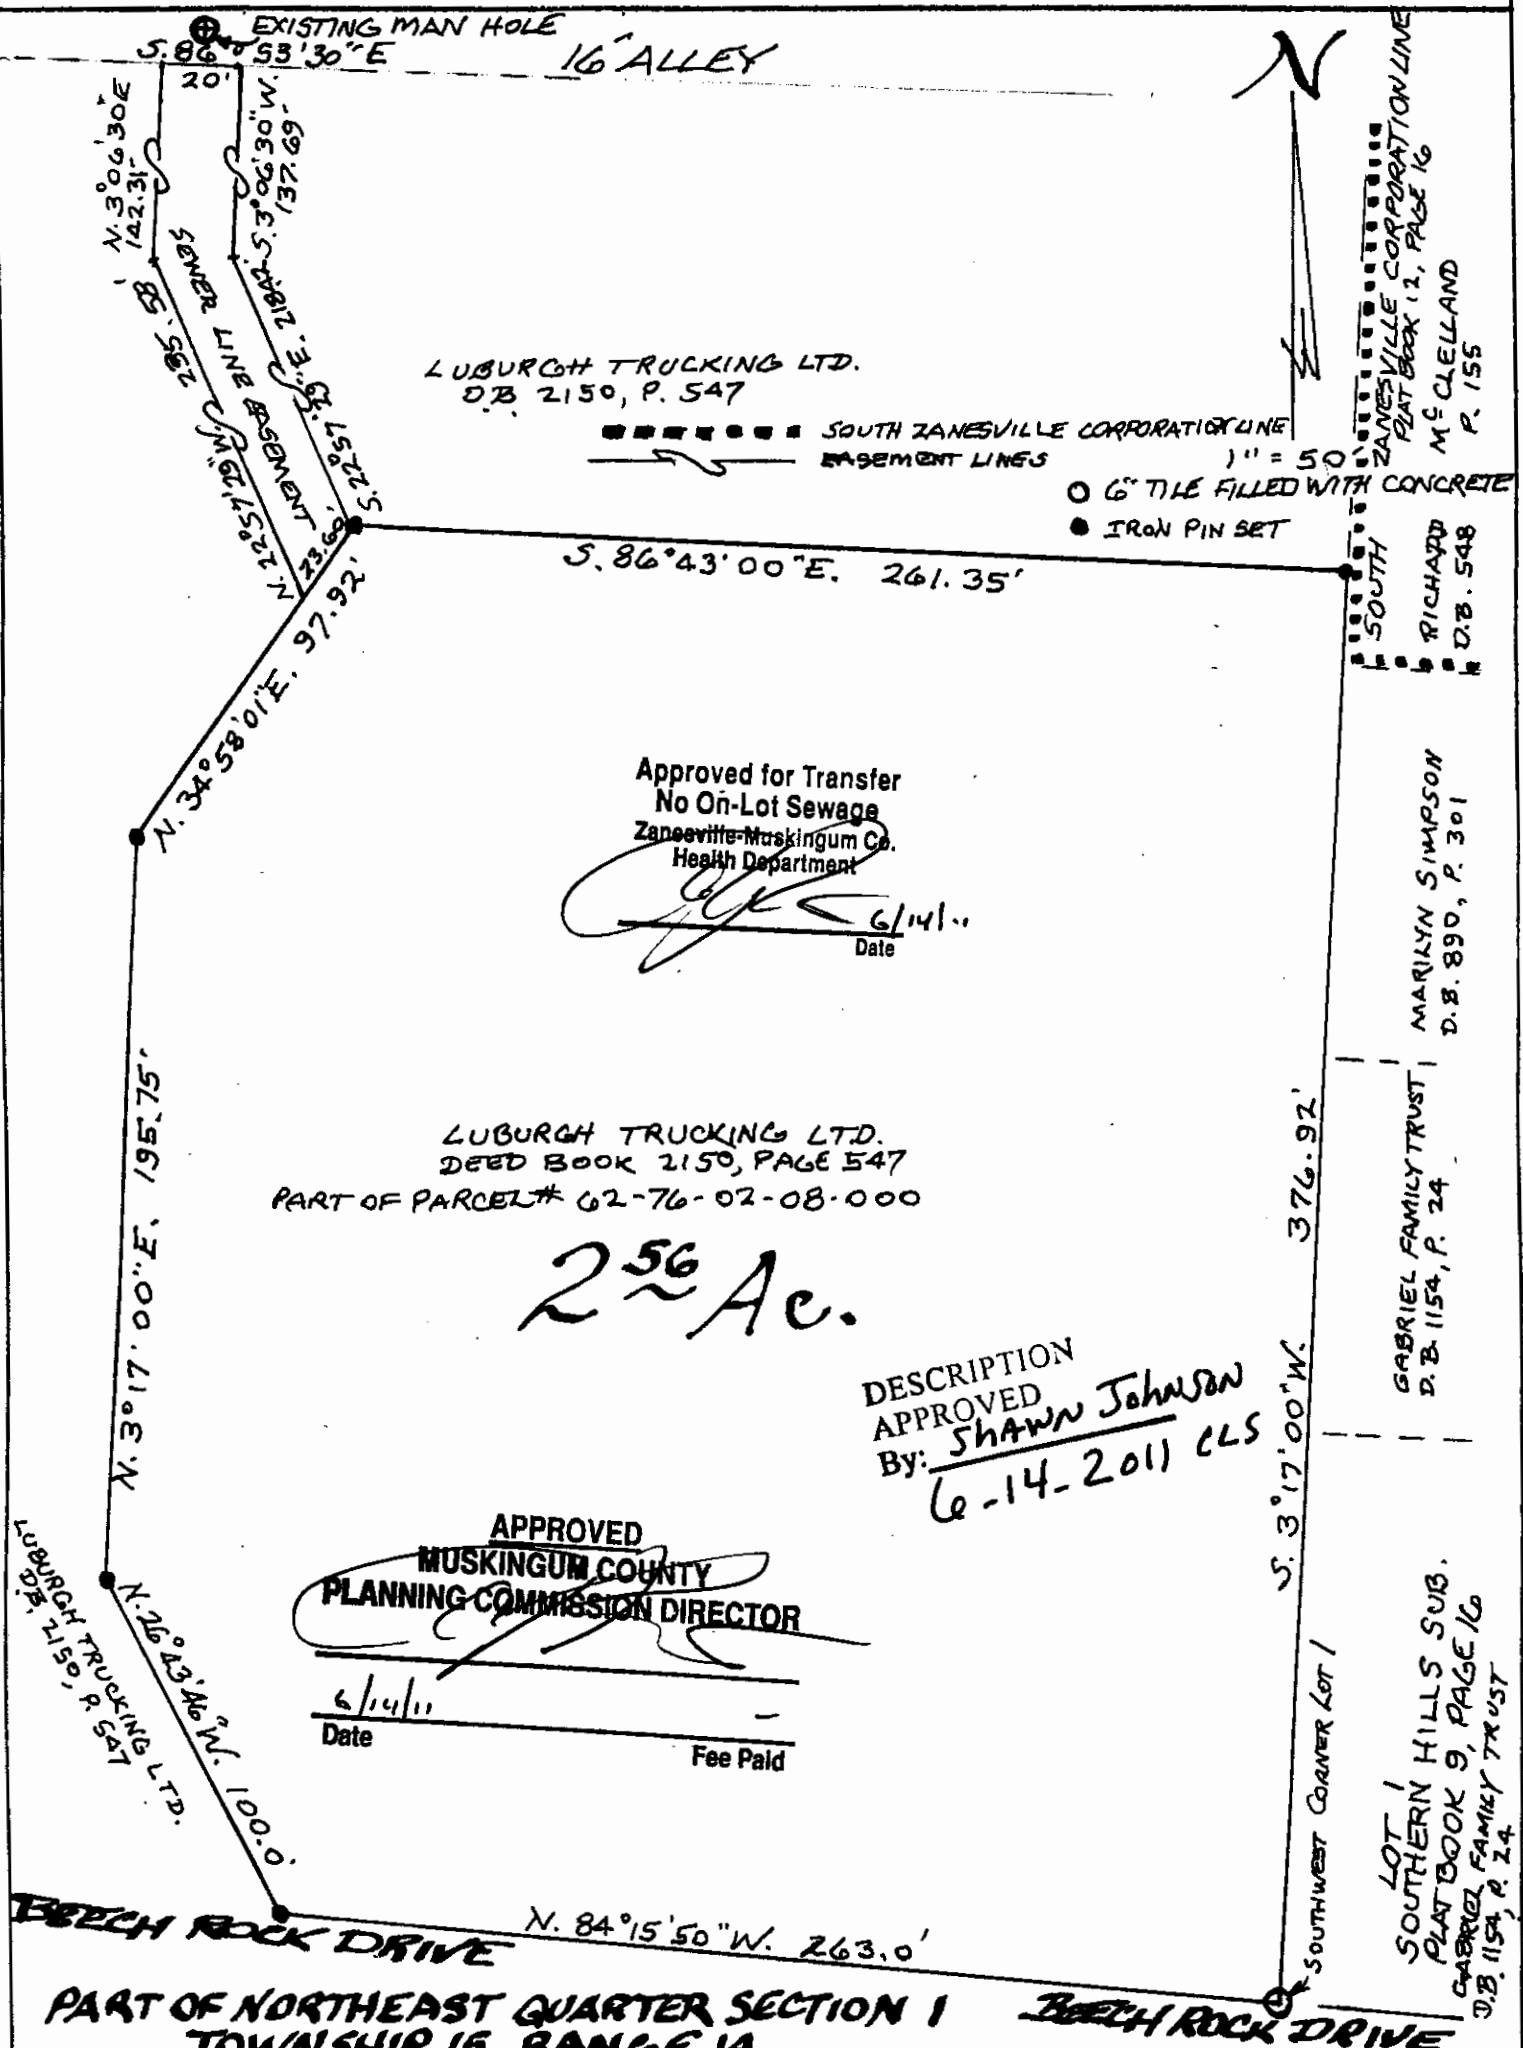 EXISTING MAN HOLE
S. 86° 53'30"E
20'
16' ALLEY
N
N. 3°06'30"E
142.31'
S. 3°06'30"W.
137.69'
SEWER LINE EASEMENT
N. 22°57'29"W. 295.58'
S. 22°57'29"E. 218.42'
23.60'
LUBURGH TRUCKING LTD.
D.B. 2150, P. 547
SOUTH ZANESVILLE CORPORATION LINE
EASEMENT LINES
1" = 50'
6" TILE FILLED WITH CONCRETE
IRON PIN SET
SOUTH ZANESVILLE CORPORATION LINE
PLAT BOOK 12, PAGE 16
RICHARD McCLELLAND
D.B. 548 P. 155
S. 86°43'00"E. 261.35'
N. 34°58'01"E. 97.92'
Approved for Transfer
No On-Lot Sewage
Zanesville-Muskingum Co.
Health Department
6/14/11
Date
MARILYN SIMPSON
D.B. 890, P. 301
N. 3°17'00"E. 195.75'
LUBURGH TRUCKING LTD.
DEED BOOK 2150, PAGE 547
PART OF PARCEL# 62-76-02-08-000
2 56 Ac.
S. 3°17'00"W. 376.92'
GABRIEL FAMILY TRUST
D.B. 1154, P. 24
DESCRIPTION
APPROVED
By: SHAWN JOHNSON
6-14-2011 CLS
APPROVED
MUSKINGUM COUNTY
PLANNING COMMISSION DIRECTOR
6/14/11 –
Date Fee Paid
LUBURGH TRUCKING LTD.
D.B. 2150, P. 547
N. 26°43'46"W. 100.0'
SOUTHWEST CORNER LOT 1
LOT 1
SOUTHERN HILLS SUB.
PLAT BOOK 9, PAGE 16
GABRIEL FAMILY TRUST
D.B. 1154, P. 24
BEECH ROCK DRIVE
N. 84°15'50"W. 263.0'
PART OF NORTHEAST QUARTER SECTION 1
BEECH ROCK DRIVE
TOWNSHIP 15, RANGE 14